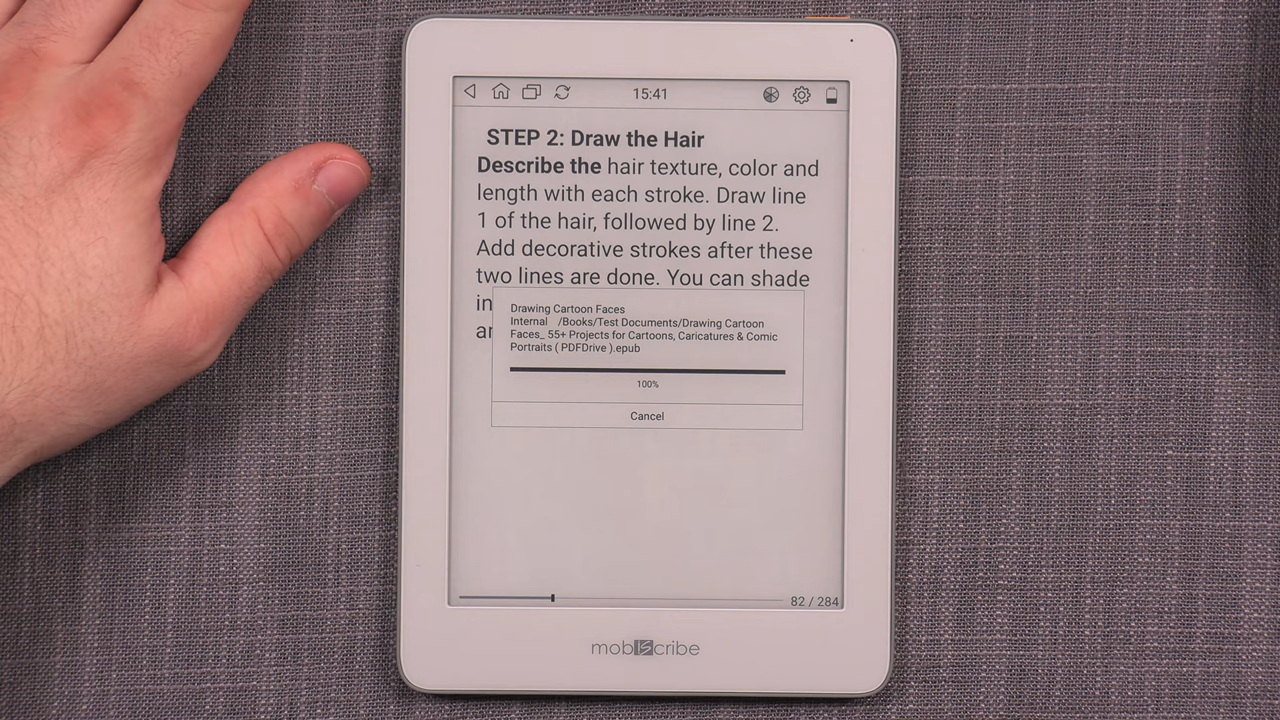 15:41
STEP 2: Draw the Hair
Describe the hair texture, color and
length with each stroke. Draw line
1 of the hair, followed by line 2.
Add decorative strokes after these
two lines are done. You can shade
in
Drawing Cartoon Faces
Internal /Books/Test Documents/Drawing Cartoon
Faces_ 55+ Projects for Cartoons, Caricatures & Comic
Portraits ( PDFDrive ).epub
100%
Cancel
82 / 284
mobiscribe